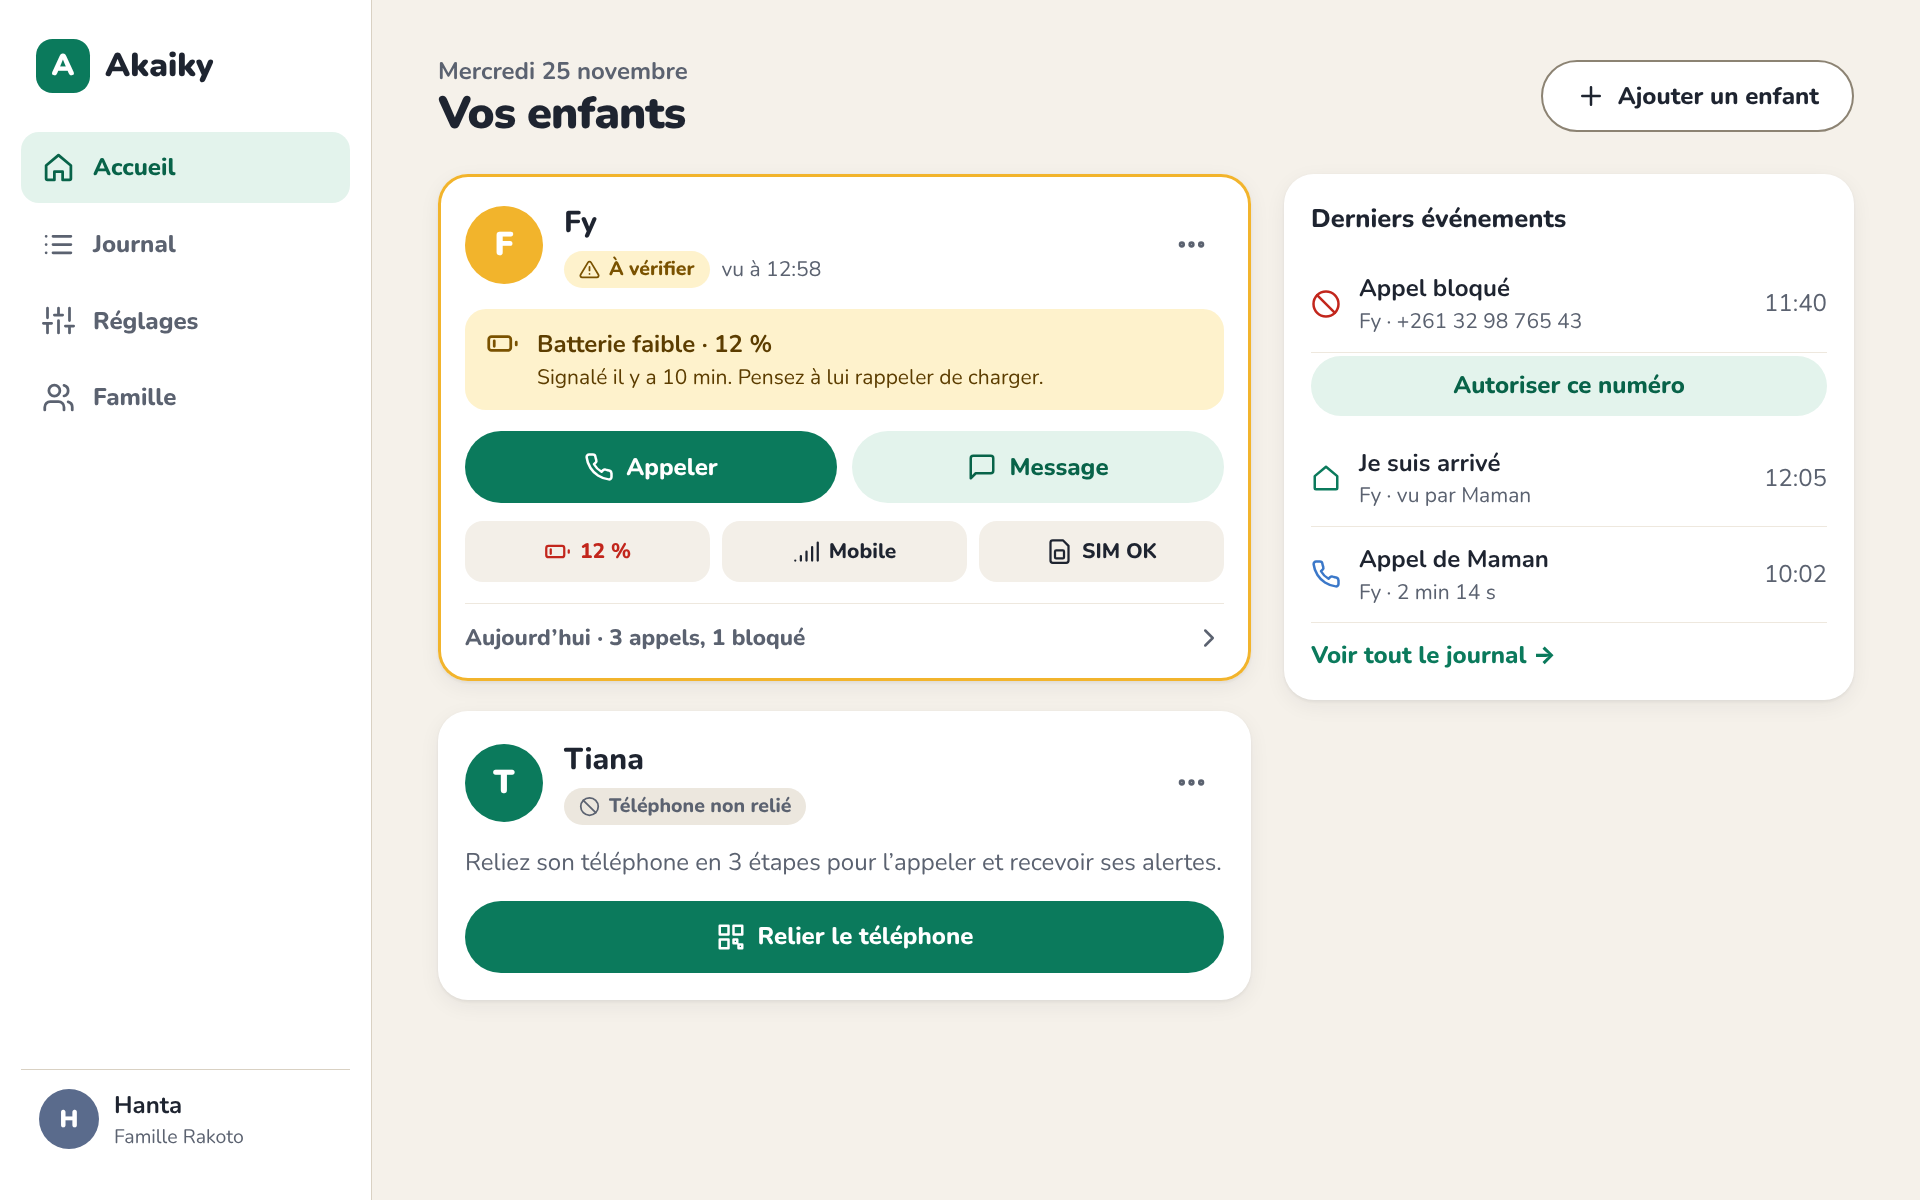 A Akaiky
Accueil
Journal
Réglages
Famille
H
Hanta
Famille Rakoto
Mercredi 25 novembre
Vos enfants
Ajouter un enfant
F
Fy
À vérifier
vu à 12:58
Batterie faible · 12 %
Signalé il y a 10 min. Pensez à lui rappeler de charger.
Appeler
Message
12 %
Mobile
SIM OK
Aujourd’hui · 3 appels, 1 bloqué
T
Tiana
Téléphone non relié
Reliez son téléphone en 3 étapes pour l’appeler et recevoir ses alertes.
Relier le téléphone
Derniers événements
Appel bloqué
Fy · +261 32 98 765 43
11:40
Autoriser ce numéro
Je suis arrivé
Fy · vu par Maman
12:05
Appel de Maman
Fy · 2 min 14 s
10:02
Voir tout le journal →